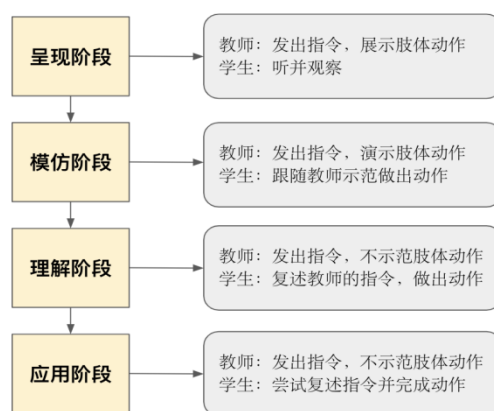 呈现阶段
教师：发出指令，展示肢体动作
学生：听并观察
模仿阶段
教师：发出指令，演示肢体动作
学生：跟随教师示范做出动作
理解阶段
教师：发出指令，不示范肢体动作
学生：复述教师的指令，做出动作
应用阶段
教师：发出指令，不示范肢体动作
学生：尝试复述指令并完成动作